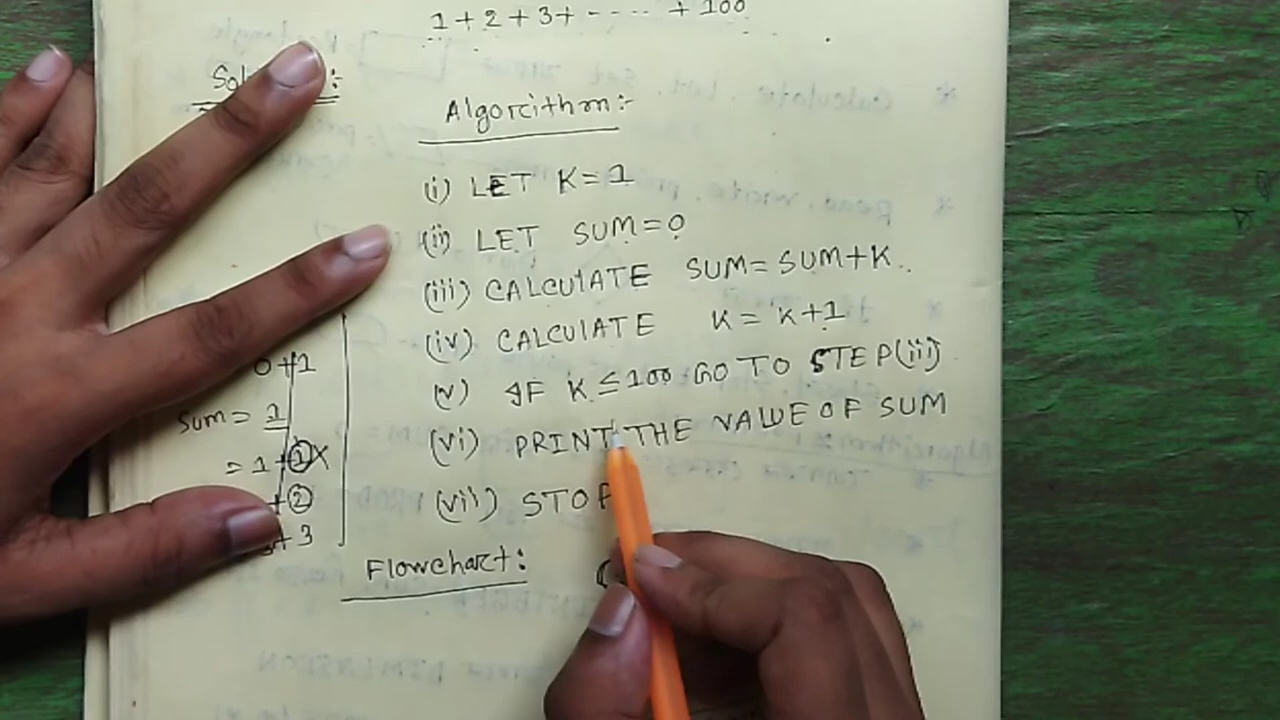 1 + 2 + 3 + - - - - + 100
Algorcithm:-
(i) LET K = 1
(ii) LET SUM = 0
(iii) CALCULATE SUM = SUM + K
(iv) CALCULATE K = K + 1
(v) IF K ≤ 100 GO TO STEP (iii)
(vi) PRINT THE VALUE OF SUM
(vii) STOP
0 + 1
Sum = 1
= 1 +
+ 2
+ 3
Flowchart: